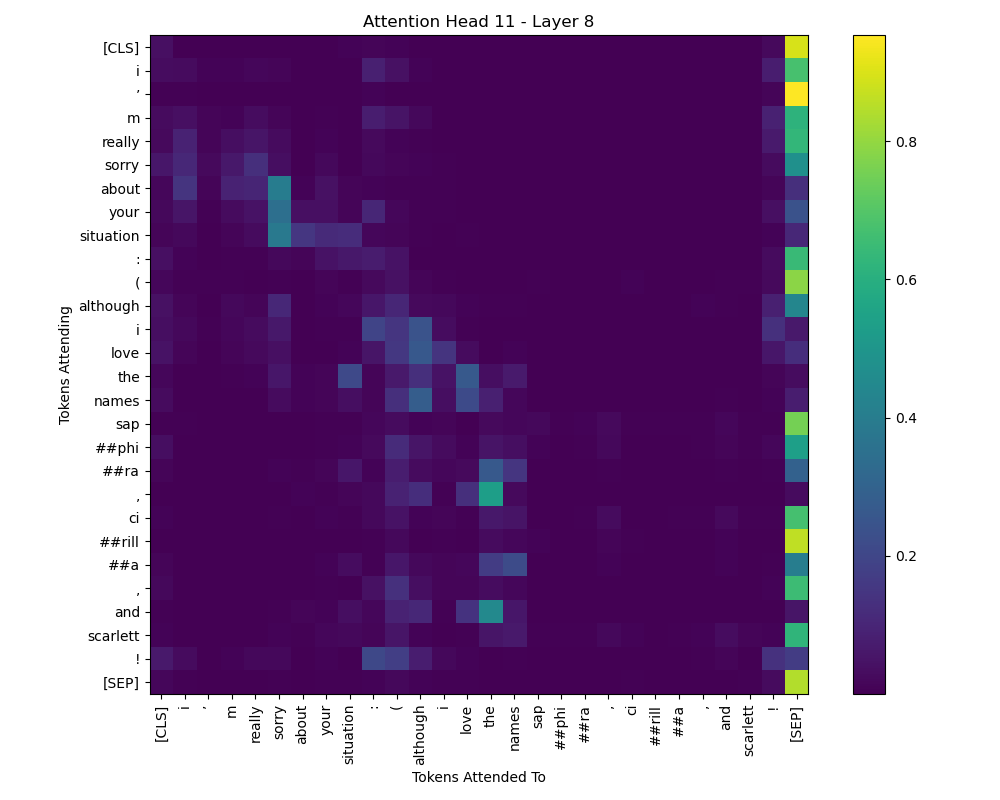 Attention Head 11 - Layer 8
Tokens Attending
[CLS]
i
’
m
really
sorry
about
your
situation
:
(
although
i
love
the
names
sap
##phi
##ra
,
ci
##rill
##a
,
and
scarlett
!
[SEP]
[CLS]
i
’
m
really
sorry
about
your
situation
:
(
although
i
love
the
names
sap
##phi
##ra
,
ci
##rill
##a
,
and
scarlett
!
[SEP]
Tokens Attended To
0.8
0.6
0.4
0.2